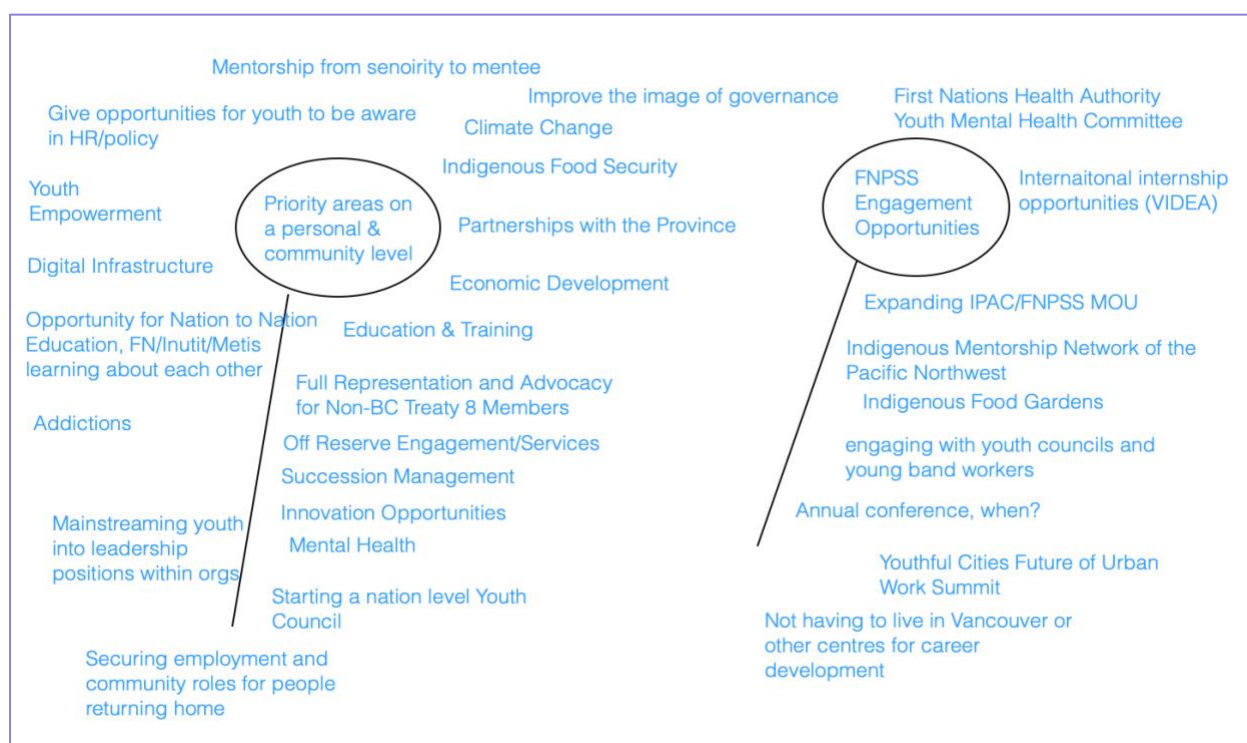 Mentorship from senoirity to mentee
Give opportunities for youth to be aware
in HR/policy
Improve the image of governance
Climate Change
Indigenous Food Security
Youth
Empowerment
Priority areas on
a personal &
community level
Partnerships with the Province
Digital Infrastructure
Economic Development
Opportunity for Nation to Nation
Education, FN/Inutit/Metis
learning about each other
Education & Training
Full Representation and Advocacy
for Non-BC Treaty 8 Members
Addictions
Off Reserve Engagement/Services
Succession Management
Innovation Opportunities
Mental Health
Mainstreaming youth
into leadership
positions within orgs
Starting a nation level Youth
Council
Securing employment and
community roles for people
returning home
First Nations Health Authority
Youth Mental Health Committee
FNPSS
Engagement
Opportunities
Internaitonal internship
opportunities (VIDEA)
Expanding IPAC/FNPSS MOU
Indigenous Mentorship Network of the
Pacific Northwest
Indigenous Food Gardens
engaging with youth councils and
young band workers
Annual conference, when?
Youthful Cities Future of Urban
Work Summit
Not having to live in Vancouver or
other centres for career
development